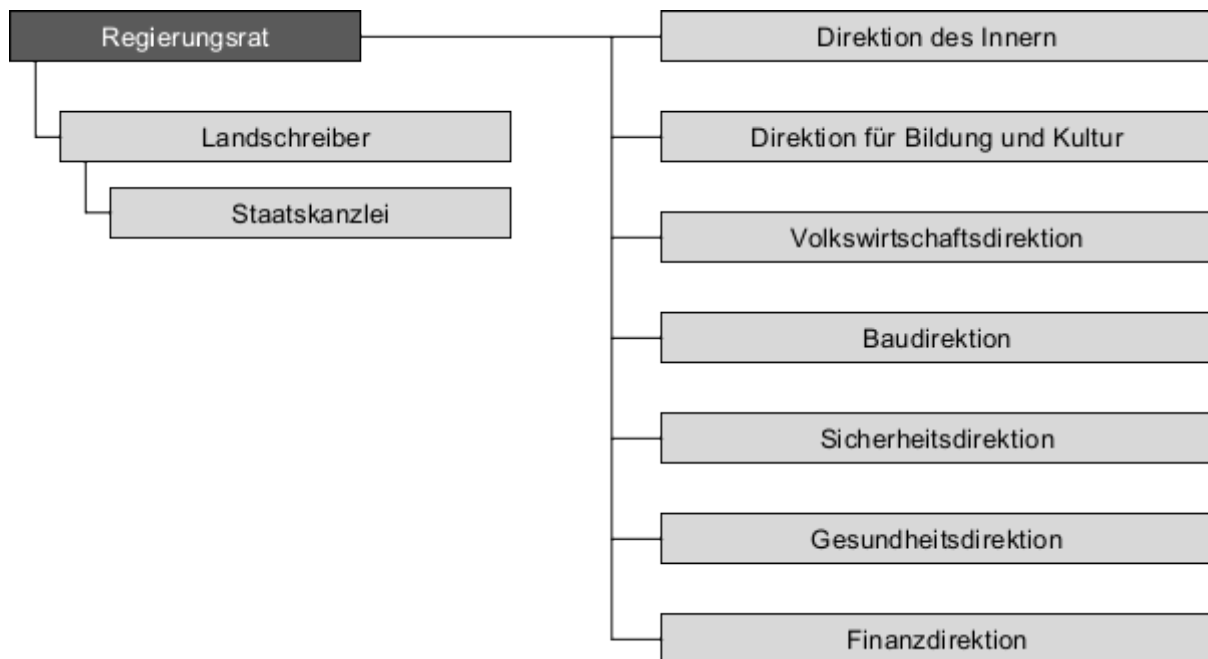 Regierungsrat
Landschreiber
Staatskanzlei
Direktion des Innern
Direktion für Bildung und Kultur
Volkswirtschaftsdirektion
Baudirektion
Sicherheitsdirektion
Gesundheitsdirektion
Finanzdirektion